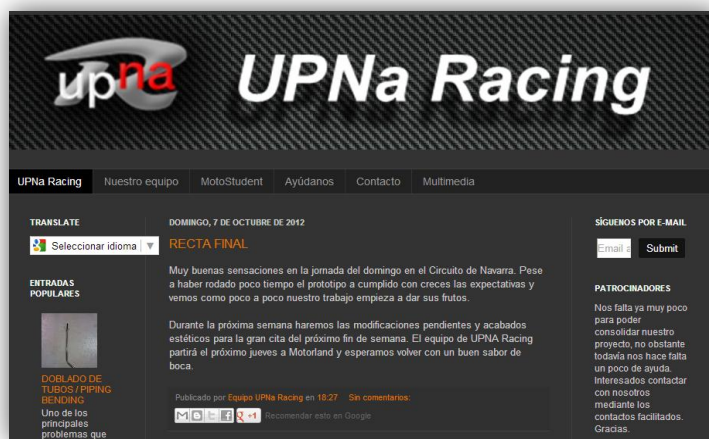 upna
UPNa Racing
UPNa Racing
Nuestro equipo
MotoStudent
Ayúdanos
Contacto
Multimedia
TRANSLATE
Seleccionar idioma
ENTRADAS
POPULARES
DOBLADO DE
TUBOS / PIPING
BENDING
Uno de los
principales
problemas que
DOMINGO, 7 DE OCTUBRE DE 2012
RECTA FINAL
Muy buenas sensaciones en la jornada del domingo en el Circuito de Navarra. Pese
a haber rodado poco tiempo el prototipo a cumplido con creces las expectativas y
vemos como poco a poco nuestro trabajo empieza a dar sus frutos.
Durante la próxima semana haremos las modificaciones pendientes y acabados
estéticos para la gran cita del próximo fin de semana. El equipo de UPNA Racing
partirá el próximo jueves a Motorland y esperamos volver con un buen sabor de
boca.
Publicado por Equipo UPNa Racing en 18:27 Sin comentarios:
+1 Recomendar esto en Google
SÍGUENOS POR E-MAIL
Email a
Submit
PATROCINADORES
Nos falta ya muy poco
para poder
consolidar nuestro
proyecto, no obstante
todavía nos hace falta
un poco de ayuda.
Interesados contactar
con nosotros
mediante los
contactos facilitados.
Gracias.